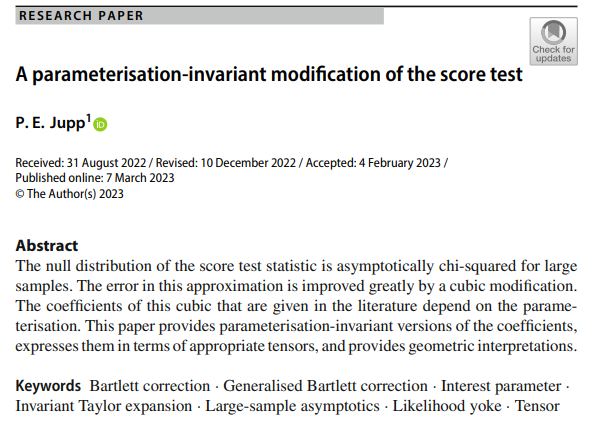 RESEARCH PAPER
Check for
updates
A parameterisation-invariant modification of the score test
P. E. Jupp1 iD
Received: 31 August 2022 / Revised: 10 December 2022 / Accepted: 4 February 2023 /
Published online: 7 March 2023
© The Author(s) 2023
Abstract
The null distribution of the score test statistic is asymptotically chi-squared for large
samples. The error in this approximation is improved greatly by a cubic modification.
The coefficients of this cubic that are given in the literature depend on the parame-
terisation. This paper provides parameterisation-invariant versions of the coefficients,
expresses them in terms of appropriate tensors, and provides geometric interpretations.
Keywords Bartlett correction · Generalised Bartlett correction · Interest parameter ·
Invariant Taylor expansion · Large-sample asymptotics · Likelihood yoke · Tensor